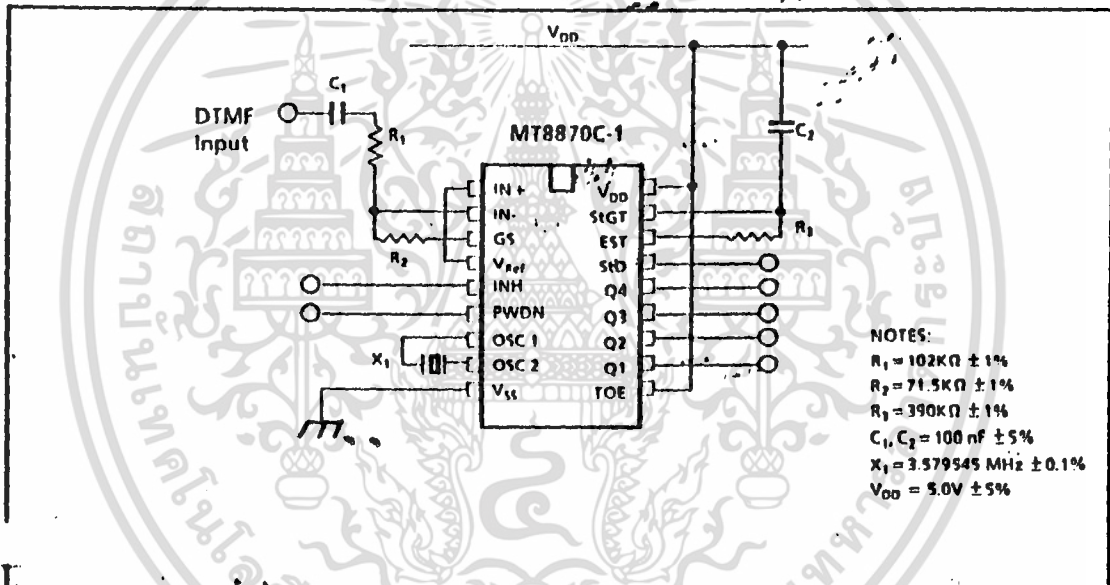 V_DD
C₁
DTMF
Input
R₁
MT8870C-1
C₂
IN +
IN-
GS
V_Ref
INH
PWDN
OSC 1
OSC 2
V_SS
V_DD
StGT
EST
StD
Q4
Q3
Q2
Q1
TOE
R₂
R₃
X₁
NOTES:
R₁ = 102KΩ ± 1%
R₂ = 71.5KΩ ± 1%
R₃ = 390KΩ ± 1%
C₁, C₂ = 100 nf ± 5%
X₁ = 3.579545 MHz ± 0.1%
V_DD = 5.0V ± 5%